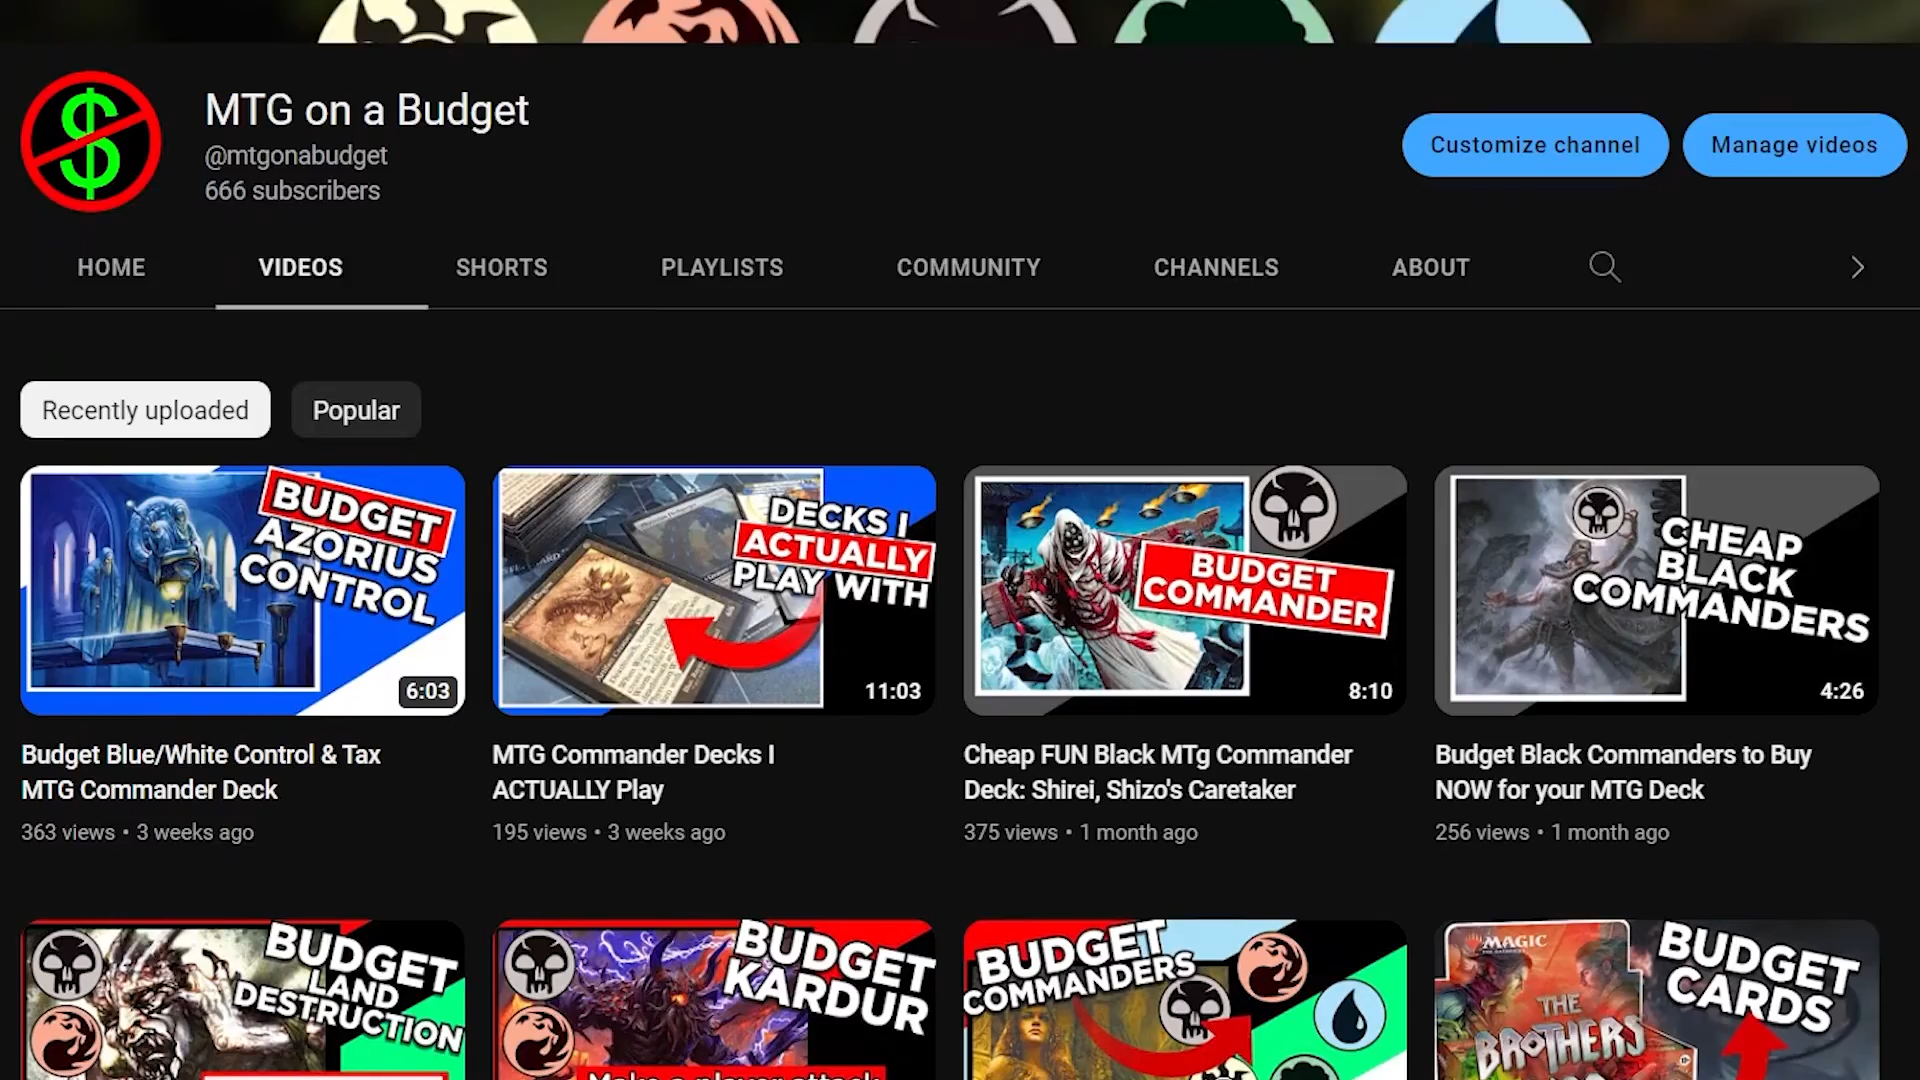 MTG on a Budget
@mtgonabudget
666 subscribers
Customize channel
Manage videos
HOME
VIDEOS
SHORTS
PLAYLISTS
COMMUNITY
CHANNELS
ABOUT
Recently uploaded
Popular
BUDGET
AZORIUS
CONTROL
6:03
DECKS I
ACTUALLY
PLAY WITH
11:03
BUDGET
COMMANDER
8:10
CHEAP
BLACK
COMMANDERS
4:26
Budget Blue/White Control & Tax
MTG Commander Deck
363 views • 3 weeks ago
MTG Commander Decks I
ACTUALLY Play
195 views • 3 weeks ago
Cheap FUN Black MTg Commander
Deck: Shirei, Shizo's Caretaker
375 views • 1 month ago
Budget Black Commanders to Buy
NOW for your MTG Deck
256 views • 1 month ago
BUDGET
LAND
DESTRUCTION
BUDGET
KARDUR
Make a player attack
BUDGET
COMMANDERS
MAGIC
THE
BROTHERS
BUDGET
CARDS